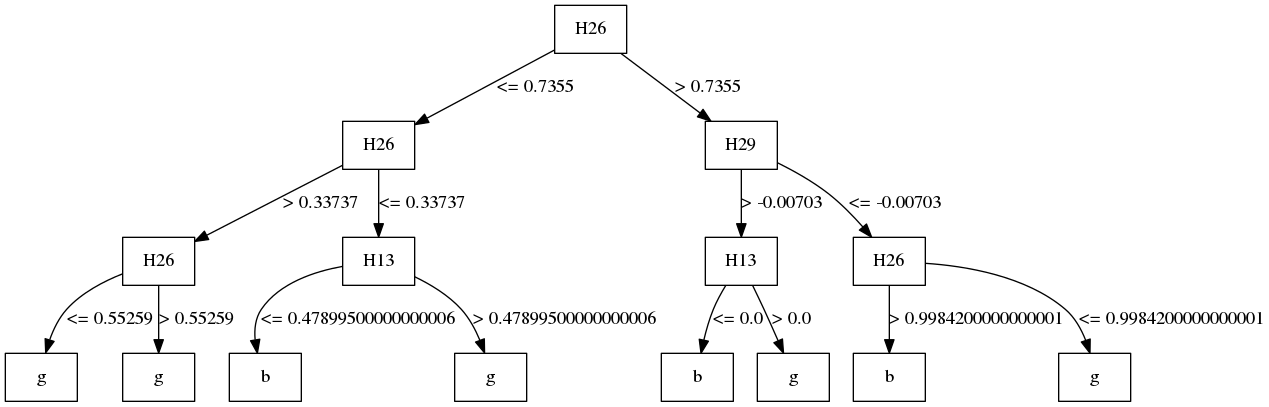 H26
<= 0.7355
> 0.7355
H26
H29
> 0.33737
<= 0.33737
> -0.00703
<= -0.00703
H26
H13
H13
H26
<= 0.55259
> 0.55259
<= 0.47899500000000006
> 0.47899500000000006
<= 0.0
> 0.0
> 0.9984200000000001
<= 0.9984200000000001
g
g
b
g
b
g
b
g